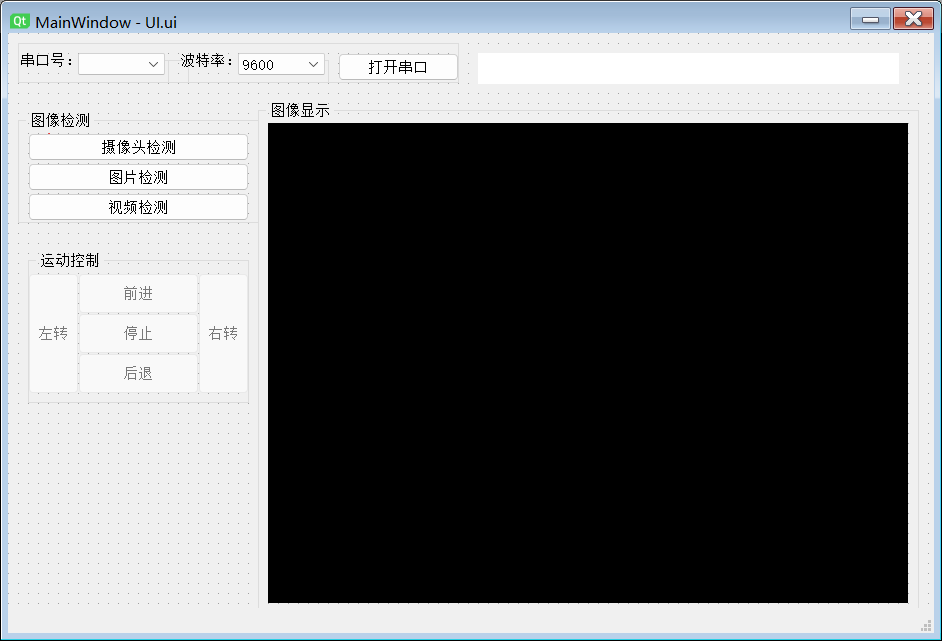 Qt MainWindow - UI.ui
串口号： 波特率： 9600 打开串口
图像检测
摄像头检测
图片检测
视频检测
运动控制
前进
左转 停止 右转
后退
图像显示